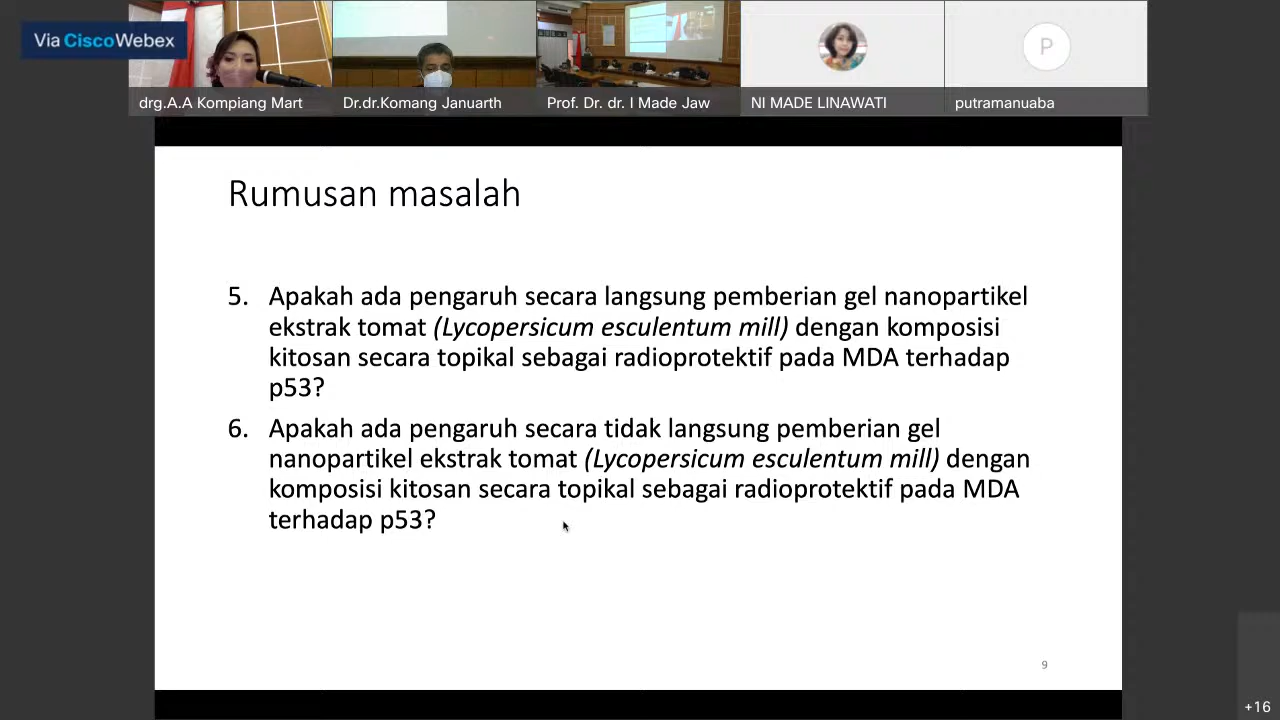 Via CiscoWebex
drg.A.A Kompiang Mart
Dr.dr.Komang Januarth
Prof. Dr. dr. I Made Jaw
NI MADE LINAWATI
P
putramanuaba
Rumusan masalah
5. Apakah ada pengaruh secara langsung pemberian gel nanopartikel
ekstrak tomat (Lycopersicum esculentum mill) dengan komposisi
kitosan secara topikal sebagai radioprotektif pada MDA terhadap
p53?
6. Apakah ada pengaruh secara tidak langsung pemberian gel
nanopartikel ekstrak tomat (Lycopersicum esculentum mill) dengan
komposisi kitosan secara topikal sebagai radioprotektif pada MDA
terhadap p53?
9
+16